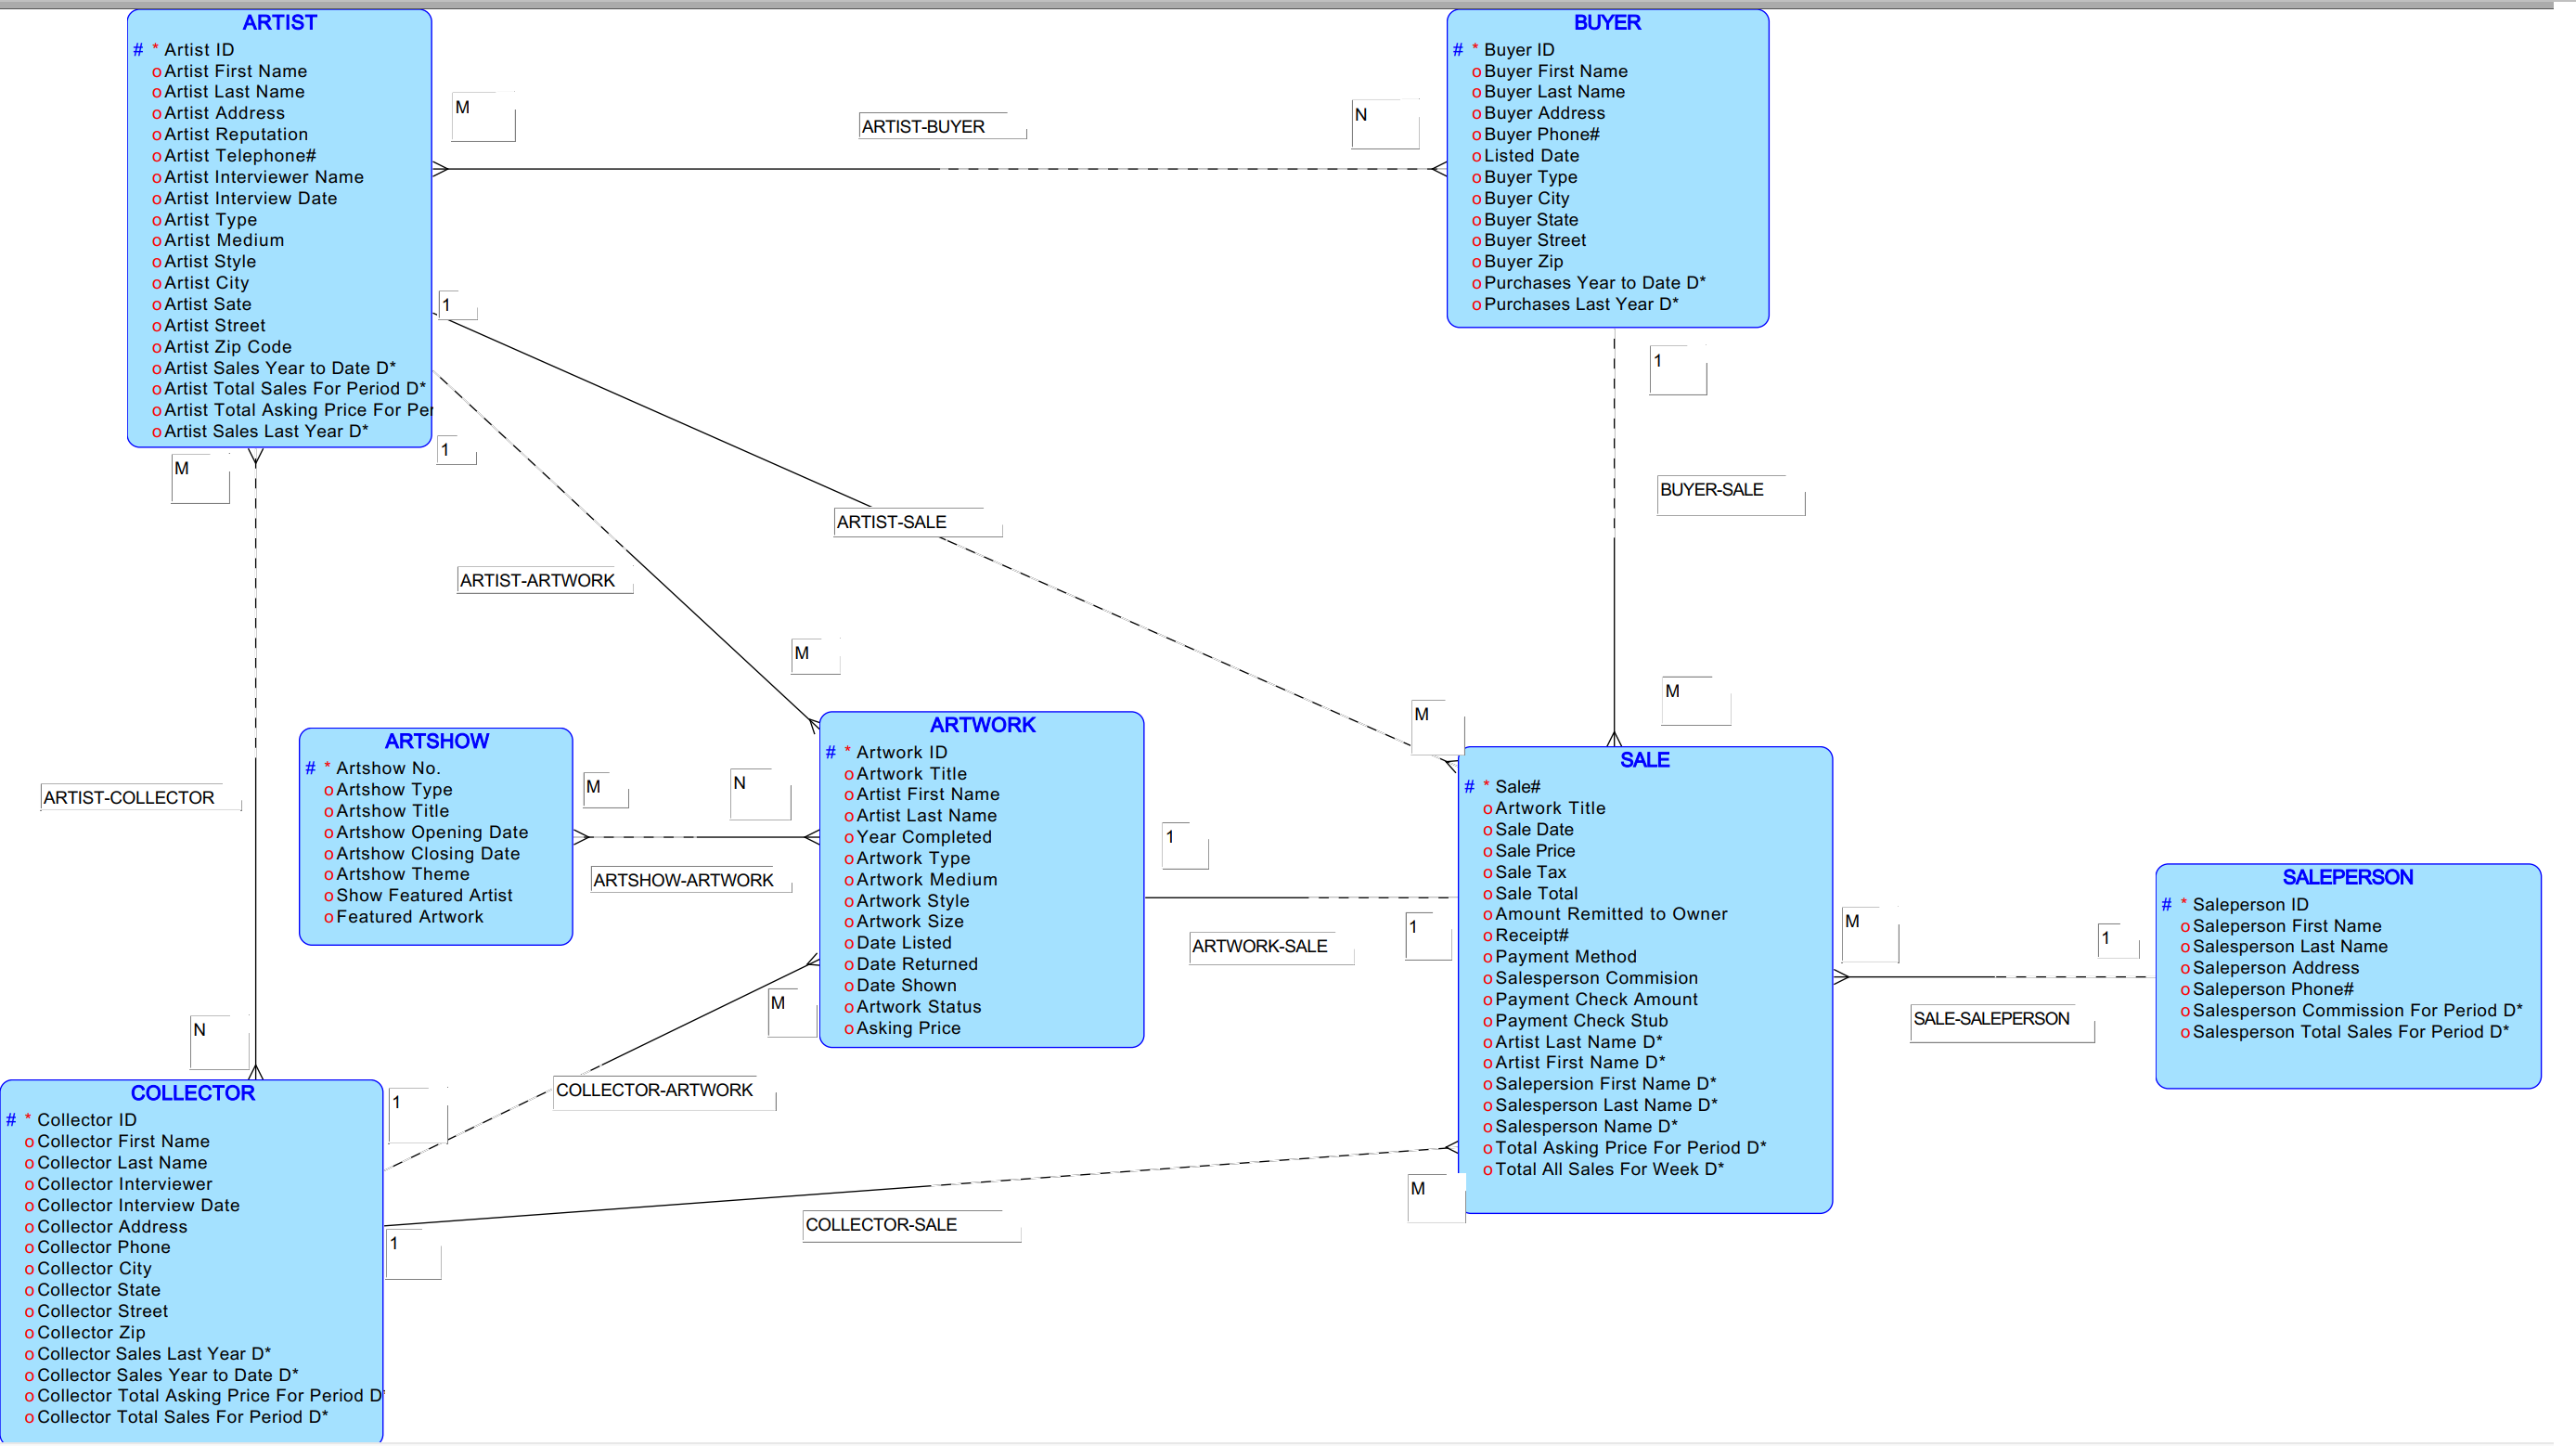 ARTIST
# * Artist ID
o Artist First Name
o Artist Last Name
o Artist Address
o Artist Reputation
o Artist Telephone#
o Artist Interviewer Name
o Artist Interview Date
o Artist Type
o Artist Medium
o Artist Style
o Artist City
o Artist Sate
o Artist Street
o Artist Zip Code
o Artist Sales Year to Date D*
o Artist Total Sales For Period D*
o Artist Total Asking Price For Per
o Artist Sales Last Year D*
M
ARTIST-BUYER
N
BUYER
# * Buyer ID
o Buyer First Name
o Buyer Last Name
o Buyer Address
o Buyer Phone#
o Listed Date
o Buyer Type
o Buyer City
o Buyer State
o Buyer Street
o Buyer Zip
o Purchases Year to Date D*
o Purchases Last Year D*
1
1
1
M
BUYER-SALE
ARTIST-SALE
ARTIST-ARTWORK
M
M
M
ARTIST-COLLECTOR
N
ARTSHOW
# * Artshow No.
o Artshow Type
o Artshow Title
o Artshow Opening Date
o Artshow Closing Date
o Artshow Theme
o Show Featured Artist
o Featured Artwork
M
N
ARTSHOW-ARTWORK
ARTWORK
# * Artwork ID
o Artwork Title
o Artist First Name
o Artist Last Name
o Year Completed
o Artwork Type
o Artwork Medium
o Artwork Style
o Artwork Size
o Date Listed
o Date Returned
o Date Shown
o Artwork Status
o Asking Price
1
1
ARTWORK-SALE
SALE
# * Sale#
o Artwork Title
o Sale Date
o Sale Price
o Sale Tax
o Sale Total
o Amount Remitted to Owner
o Receipt#
o Payment Method
o Salesperson Commision
o Payment Check Amount
o Payment Check Stub
o Artist Last Name D*
o Artist First Name D*
o Salepersion First Name D*
o Salesperson Last Name D*
o Salesperson Name D*
o Total Asking Price For Period D*
o Total All Sales For Week D*
M
1
SALE-SALEPERSON
SALEPERSON
# * Saleperson ID
o Saleperson First Name
o Salesperson Last Name
o Saleperson Address
o Saleperson Phone#
o Salesperson Commission For Period D*
o Salesperson Total Sales For Period D*
M
COLLECTOR-ARTWORK
1
COLLECTOR
# * Collector ID
o Collector First Name
o Collector Last Name
o Collector Interviewer
o Collector Interview Date
o Collector Address
o Collector Phone
o Collector City
o Collector State
o Collector Street
o Collector Zip
o Collector Sales Last Year D*
o Collector Sales Year to Date D*
o Collector Total Asking Price For Period D*
o Collector Total Sales For Period D*
1
COLLECTOR-SALE
M